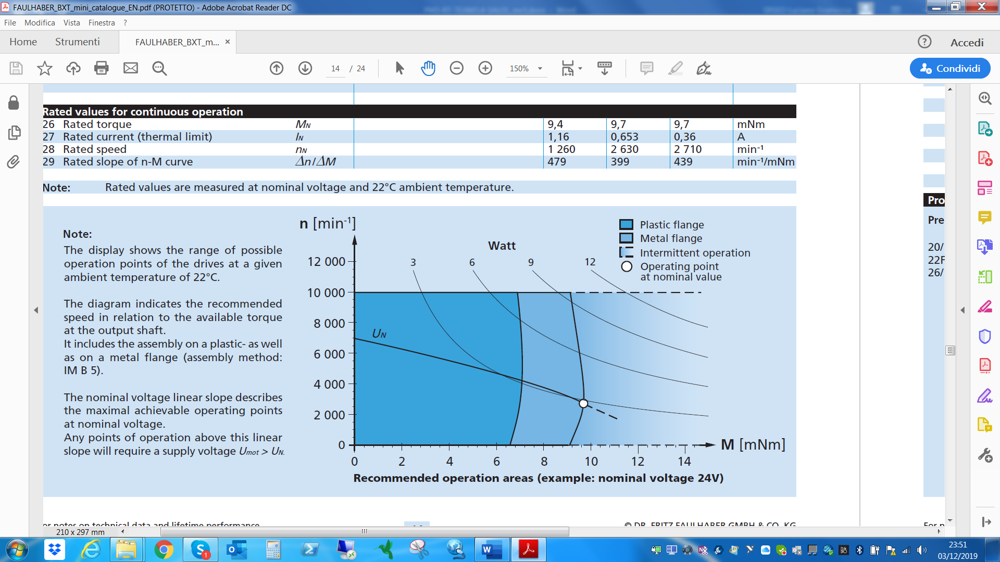 FAULHABER_BXT_mini_catalogue_EN.pdf (PROTETTO) - Adobe Acrobat Reader DC
File Modifica Vista Finestra ?
Home Strumenti FAULHABER_BXT_m... × Accedi
14 / 24 150% Condividi
Rated values for continuous operation
26 Rated torque MN 9,4 9,7 9,7 mNm
27 Rated current (thermal limit) IN 1,16 0,653 0,36 A
28 Rated speed nN 1 260 2 630 2 710 min-1
29 Rated slope of n-M curve Δn/ΔM 479 399 439 min-1/mNm
Note: Rated values are measured at nominal voltage and 22°C ambient temperature.
Note:
The display shows the range of possible
operation points of the drives at a given
ambient temperature of 22°C.
The diagram indicates the recommended
speed in relation to the available torque
at the output shaft.
It includes the assembly on a plastic- as well
as on a metal flange (assembly method:
IM B 5).
The nominal voltage linear slope describes
the maximal achievable operating points
at nominal voltage.
Any points of operation above this linear
slope will require a supply voltage Umot > UN.
n [min-1]
Watt
3 6 9 12
Plastic flange
Metal flange
Intermittent operation
Operating point
at nominal value
12 000
10 000
8 000
6 000
4 000
2 000
0
UN
M [mNm]
0 2 4 6 8 10 12 14
Recommended operation areas (example: nominal voltage 24V)
Pro
Pre
20/
22F
26/
or notes on technical data and lifetime performance
© DR. FRITZ FAULHABER GMBH & CO. KG
For n
210 x 297 mm
1
23:51
03/12/2019